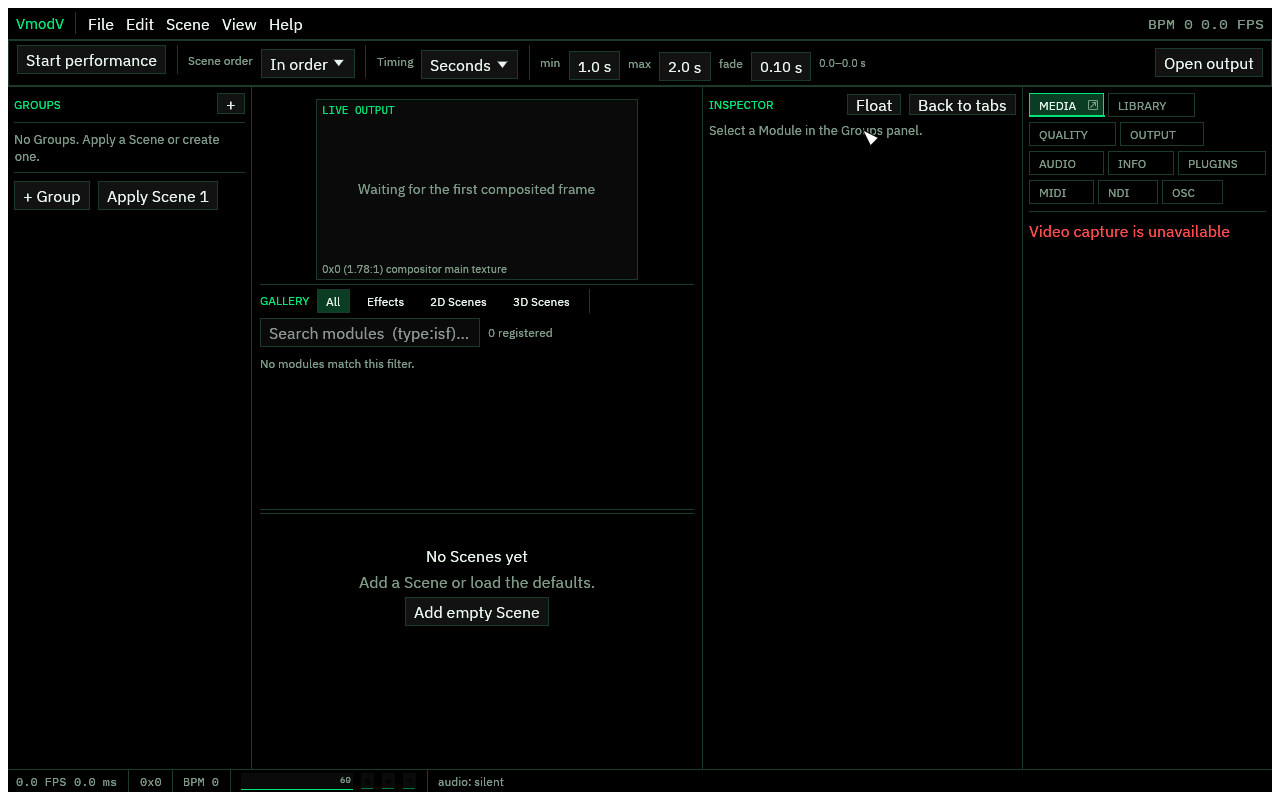 VmodV File Edit Scene View Help BPM 0 0.0 FPS
Start performance Scene order In order Timing Seconds min 1.0 s max 2.0 s fade 0.10 s 0.0–0.0 s Open output
GROUPS +
No Groups. Apply a Scene or create
one.
+ Group Apply Scene 1
LIVE OUTPUT
Waiting for the first composited frame
0x0 (1.78:1) compositor main texture
GALLERY All Effects 2D Scenes 3D Scenes
Search modules (type:isf)... 0 registered
No modules match this filter.
No Scenes yet
Add a Scene or load the defaults.
Add empty Scene
INSPECTOR Float Back to tabs
Select a Module in the Groups panel.
MEDIA LIBRARY
QUALITY OUTPUT
AUDIO INFO PLUGINS
MIDI NDI OSC
Video capture is unavailable
0.0 FPS 0.0 ms 0x0 BPM 0 60 audio: silent